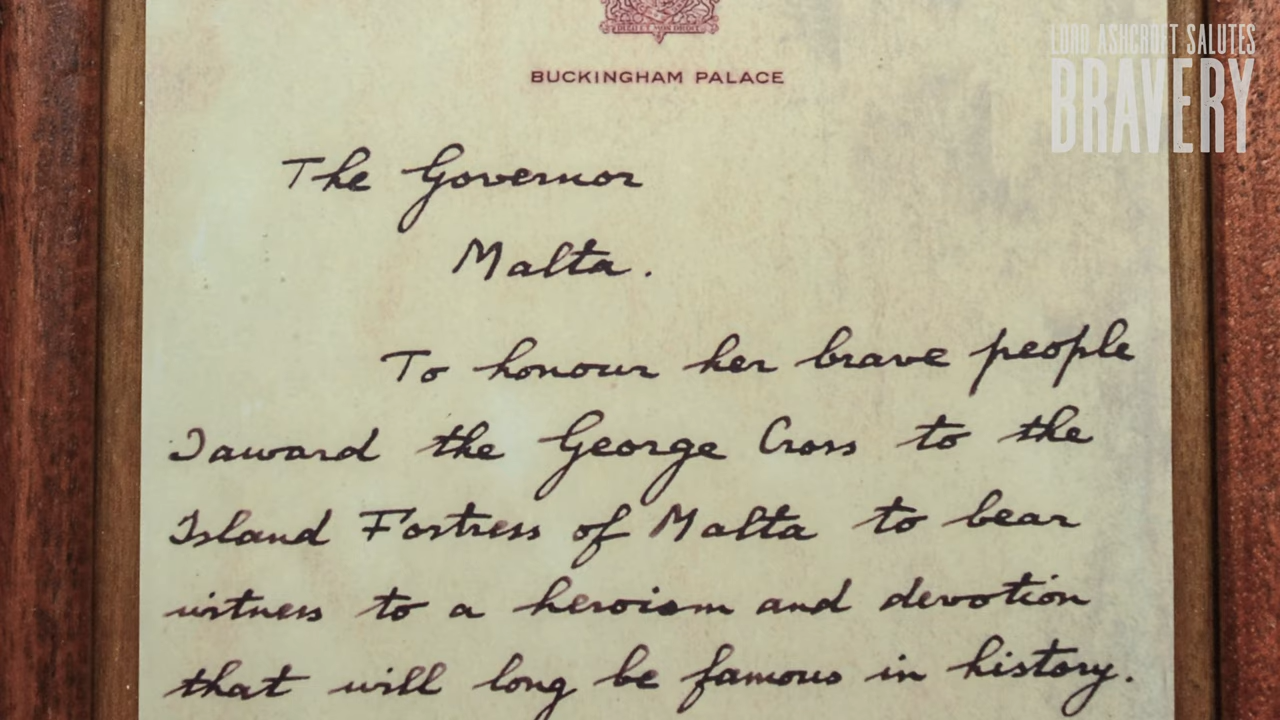 LORD ASHCROFT SALUTES
BRAVERY
BUCKINGHAM PALACE
The Governor
Malta.
To honour her brave people
I award the George Cross to the
Island Fortress of Malta to bear
witness to a heroism and devotion
that will long be famous in history.